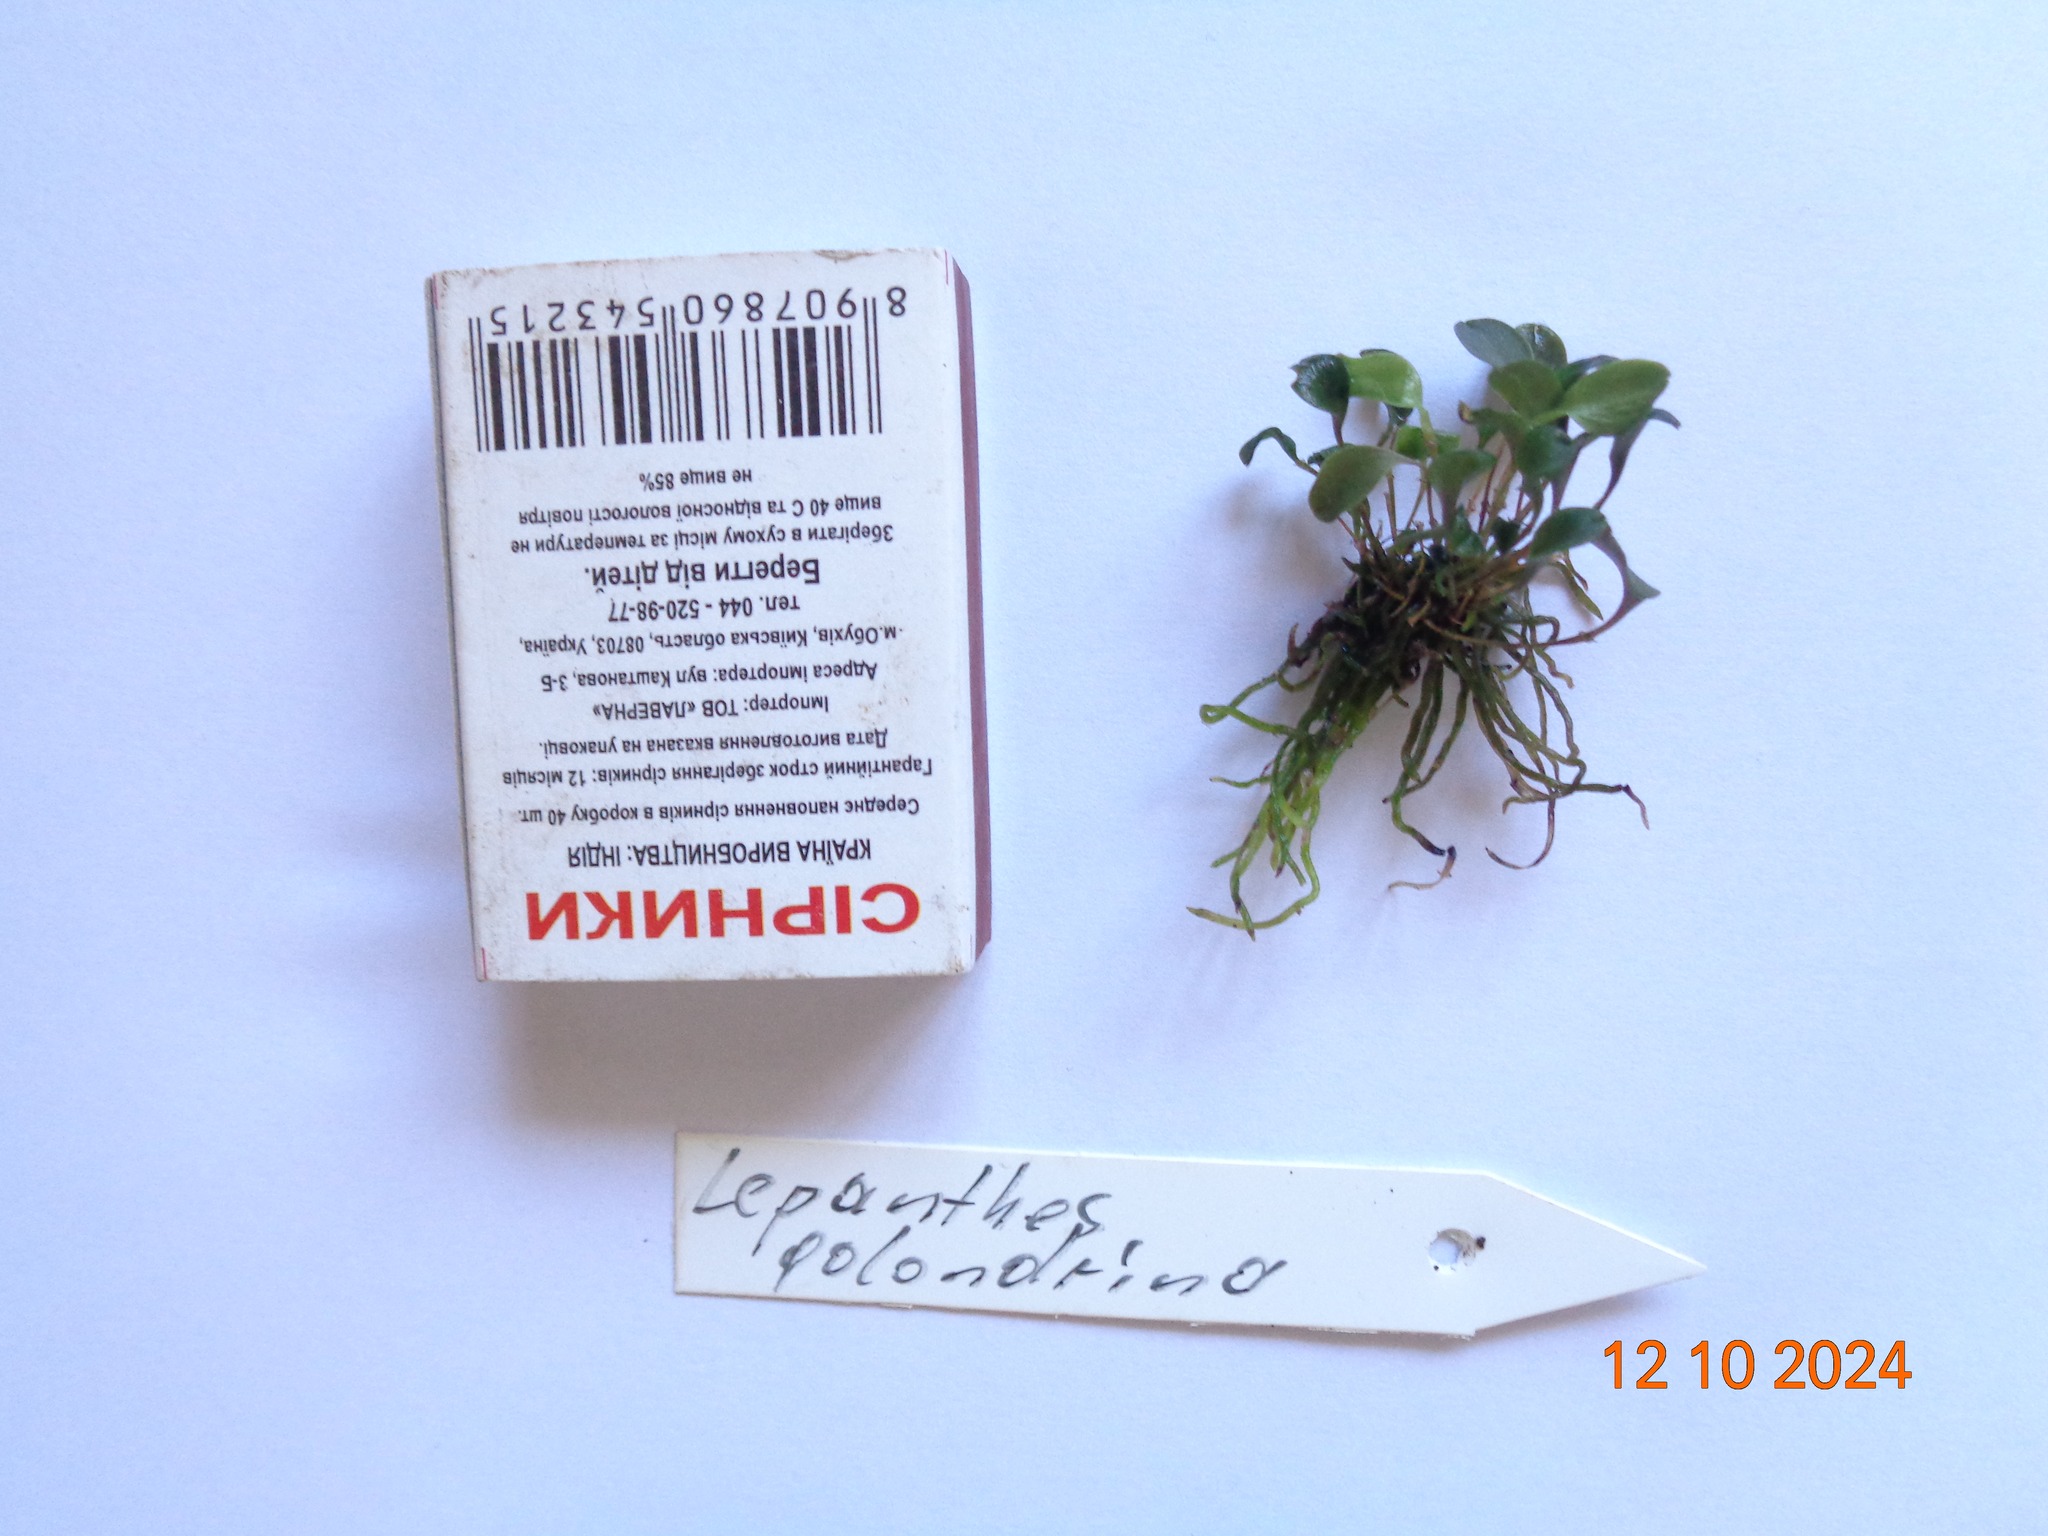 СІРНИКИ
КРАЇНА ВИРОБНИЦТВА: ІНДІЯ
Середнє наповнення сірників в коробку 40 шт.
Гарантійний строк зберігання сірників: 12 місяців
Дата виготовлення вказана на упаковці.
Імпортер: ТОВ «ЛАВЕРНА»
Адреса імпортера: вул Каштанова, 3-Б
м.Обухів, Київська область, 08703, Україна,
тел. 044 - 520-98-77
Берегти від дітей.
Зберігати в сухому місці за температури не
вище 40 С та відносної вологості повітря
не вище 85%
8 907860 543215
Lepanthes
golondrina
12 10 2024